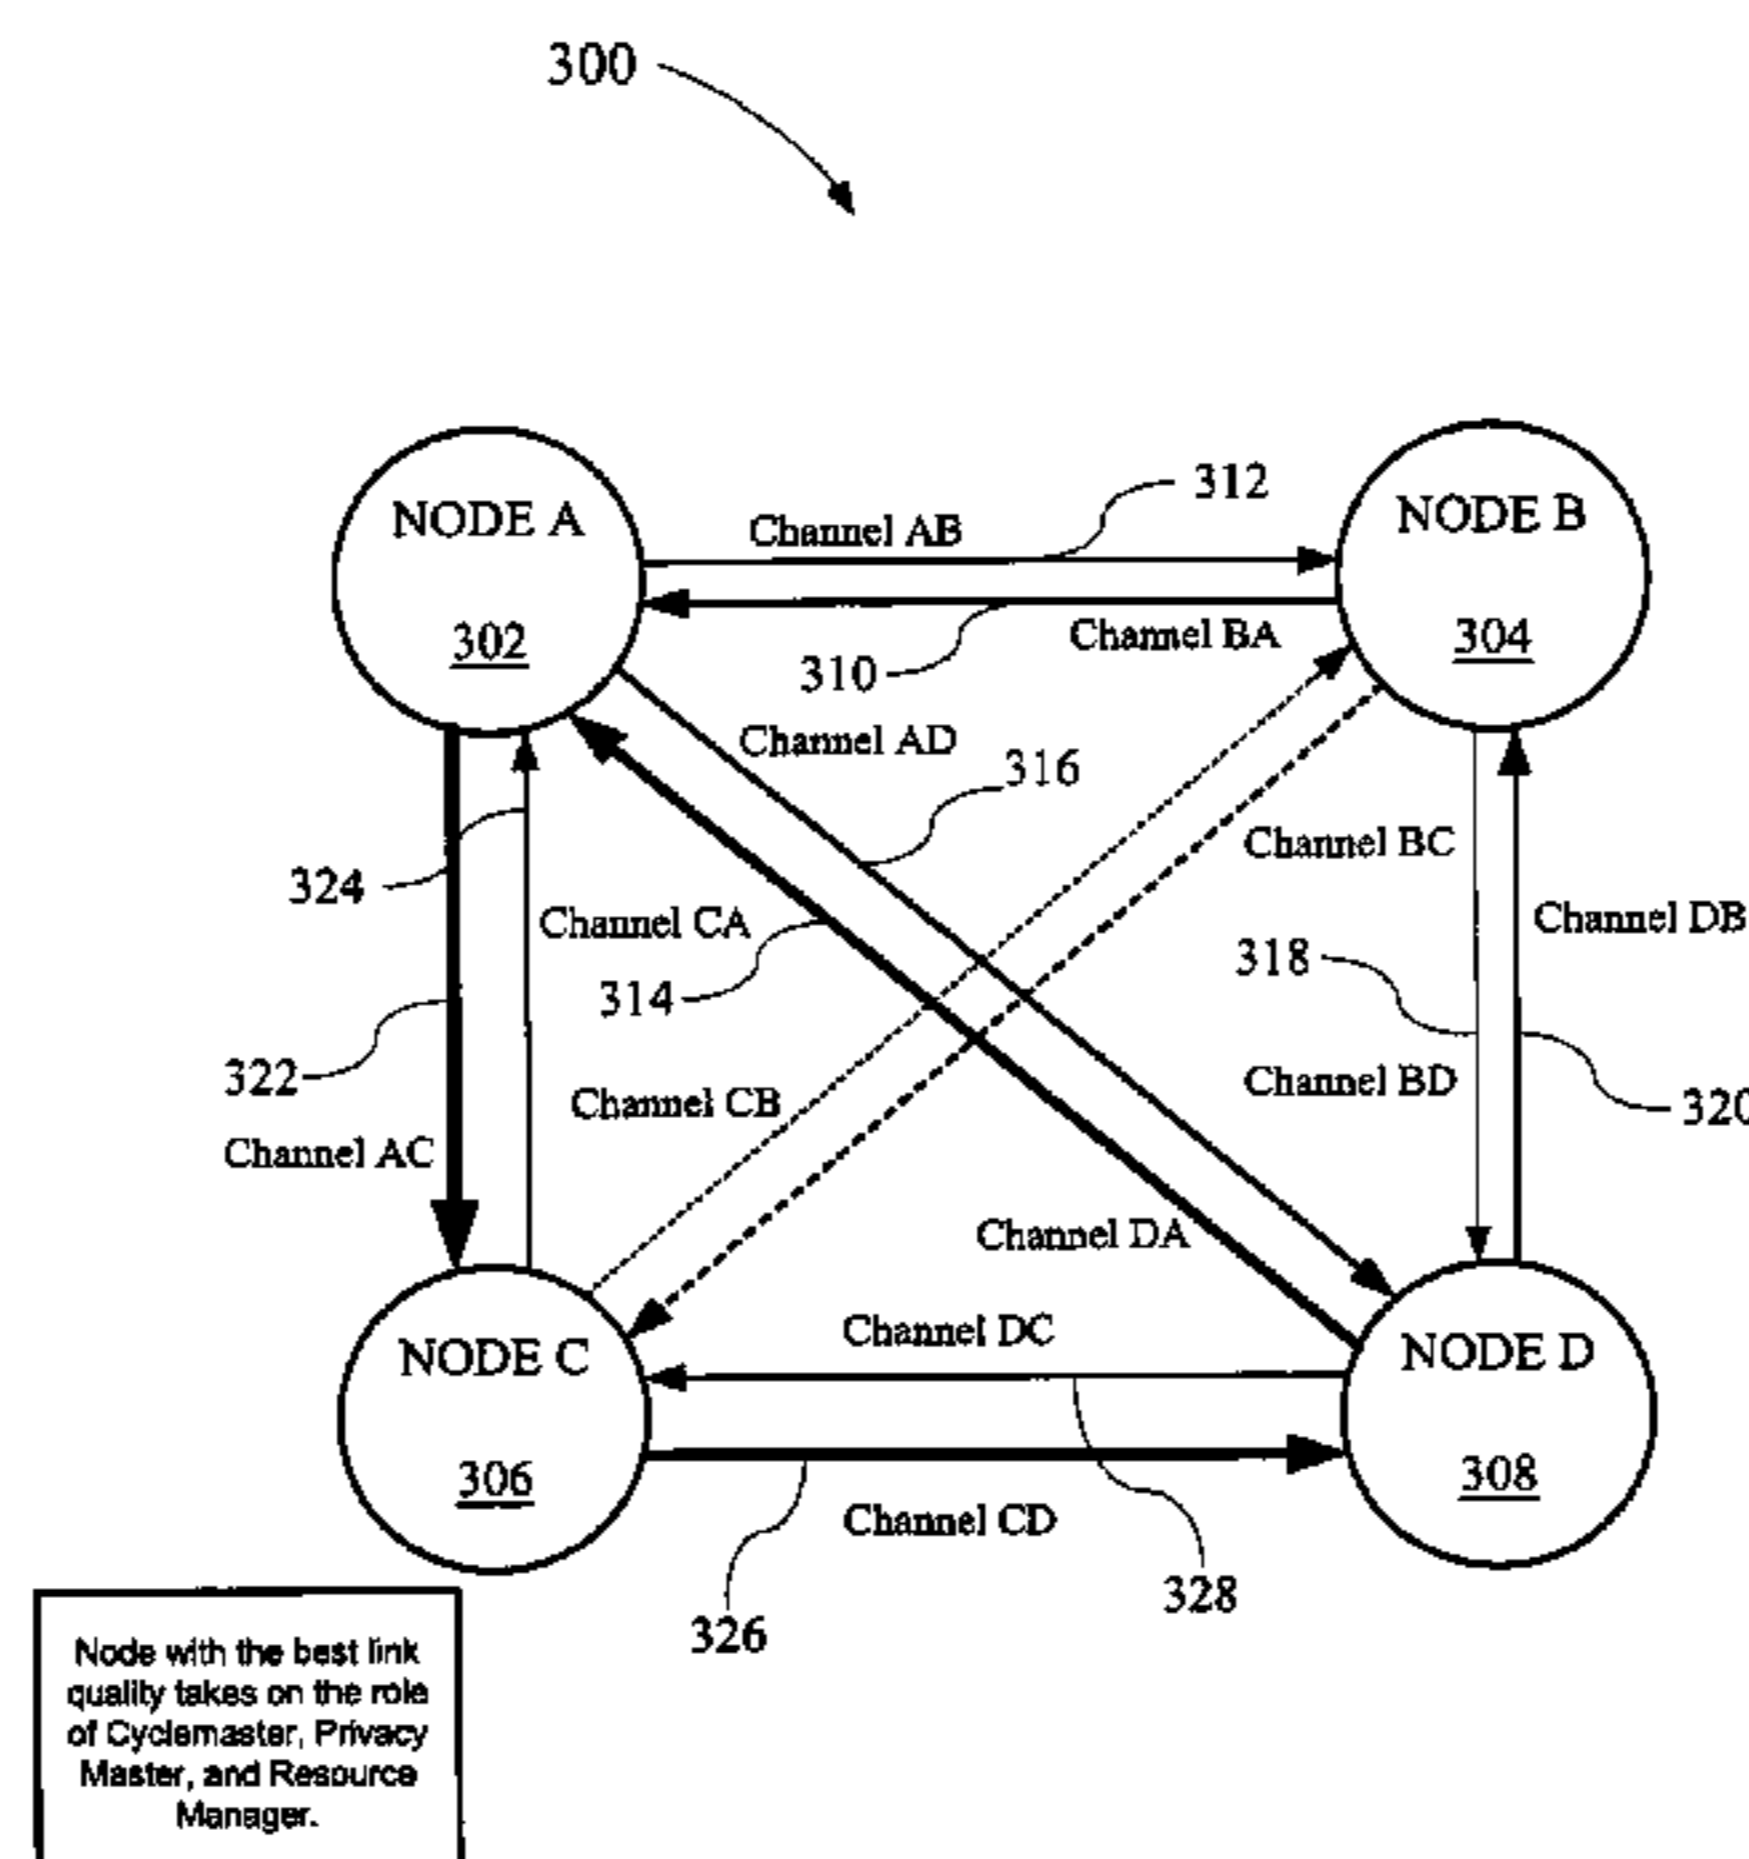 300
NODE A
302
NODE B
304
Channel AB
312
310
Channel BA
Channel AD
316
Channel BC
324
Channel CA
314
318
Channel DB
322
Channel CB
Channel BD
320
Channel AC
Channel DA
Channel DC
NODE C
306
NODE D
308
Channel CD
326
328
Node with the best link
quality takes on the role
of Cyclemaster, Privacy
Master, and Resource
Manager.